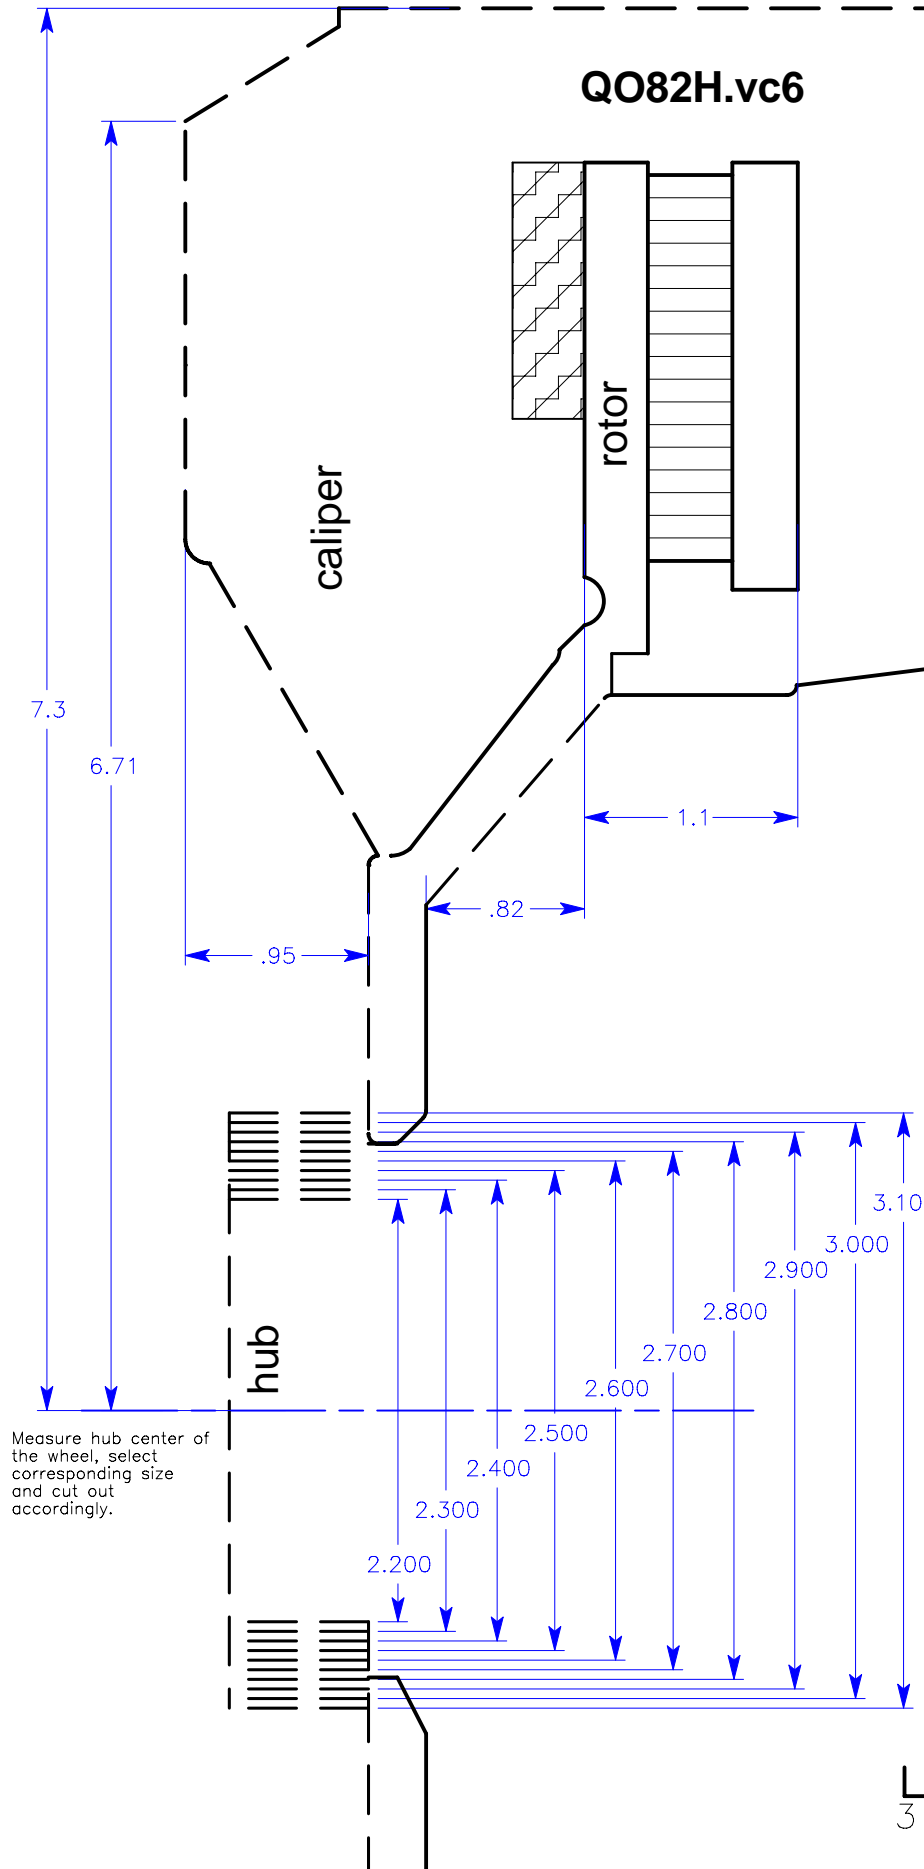 QO82H.vc6
rotor
caliper
7.3
6.71
1.1
.82
.95
3.10
3.000
2.900
2.800
2.700
2.600
2.500
2.400
2.300
2.200
hub
Measure hub center of
the wheel, select
corresponding size
and cut out
accordingly.
3